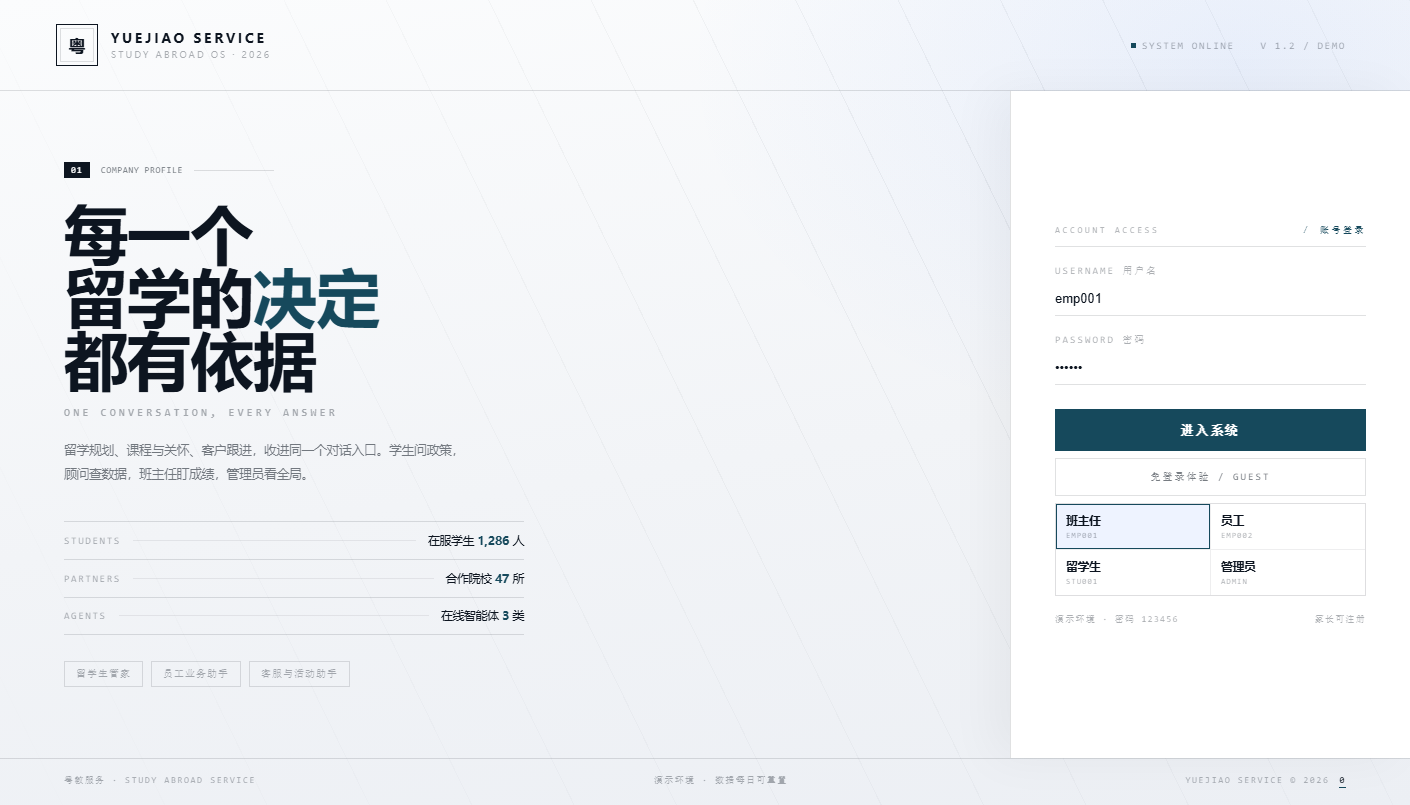 粤
YUEJIAO SERVICE
STUDY ABROAD OS · 2026
SYSTEM ONLINE
V 1.2 / DEMO
01 COMPANY PROFILE
每一个
留学的决定
都有依据
ONE CONVERSATION, EVERY ANSWER
留学规划、课程与关怀、客户跟进，收进同一个对话入口。学生问政策，
顾问查数据，班主任盯成绩，管理员看全局。
STUDENTS 在服学生 1,286 人
PARTNERS 合作院校 47 所
AGENTS 在线智能体 3 类
留学生管家 员工业务助手 客服与活动助手
ACCOUNT ACCESS / 账号登录
USERNAME 用户名
emp001
PASSWORD 密码
••••••
进入系统
免登录体验 / GUEST
班主任
EMP001
员工
EMP002
留学生
STU001
管理员
ADMIN
演示环境 · 密码 123456 家长可注册
粤教服务 · STUDY ABROAD SERVICE
演示环境 · 数据每日可重置
YUEJIAO SERVICE © 2026 0